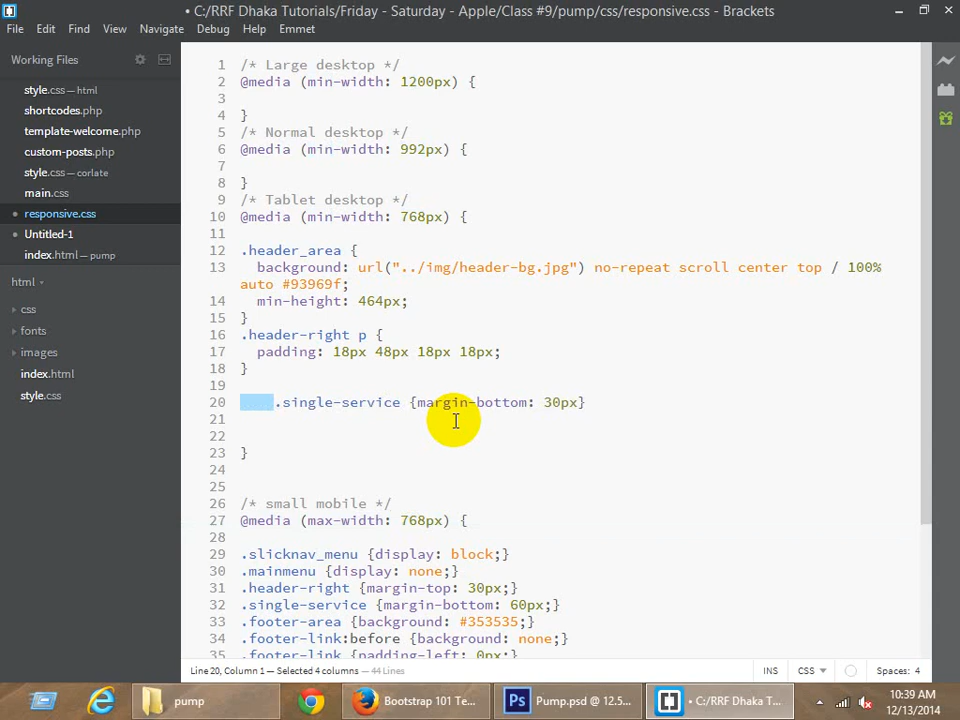 • C:/RRF Dhaka Tutorials/Friday - Saturday - Apple/Class #9/pump/css/responsive.css - Brackets
File Edit Find View Navigate Debug Help Emmet
Working Files
style.css — html
shortcodes.php
template-welcome.php
custom-posts.php
style.css — corlate
main.css
responsive.css
Untitled-1
index.html — pump
html
css
fonts
images
index.html
style.css
1 /* Large desktop */
2 @media (min-width: 1200px) {
3
4 }
5 /* Normal desktop */
6 @media (min-width: 992px) {
7
8 }
9 /* Tablet desktop */
10 @media (min-width: 768px) {
11
12 .header_area {
13 background: url("../img/header-bg.jpg") no-repeat scroll center top / 100%
auto #93969f;
14 min-height: 464px;
15 }
16 .header-right p {
17 padding: 18px 48px 18px 18px;
18 }
19
20 .single-service {margin-bottom: 30px}
21
22
23 }
24
25
26 /* small mobile */
27 @media (max-width: 768px) {
28
29 .slicknav_menu {display: block;}
30 .mainmenu {display: none;}
31 .header-right {margin-top: 30px;}
32 .single-service {margin-bottom: 60px;}
33 .footer-area {background: #353535;}
34 .footer-link:before {background: none;}
35 .footer-link {padding-left: 0px;}
Line 20, Column 1 — Selected 4 columns — 44 Lines
INS CSS Spaces: 4
pump
Bootstrap 101 Te...
Pump.psd @ 12.5...
• C:/RRF Dhaka T...
10:39 AM
12/13/2014